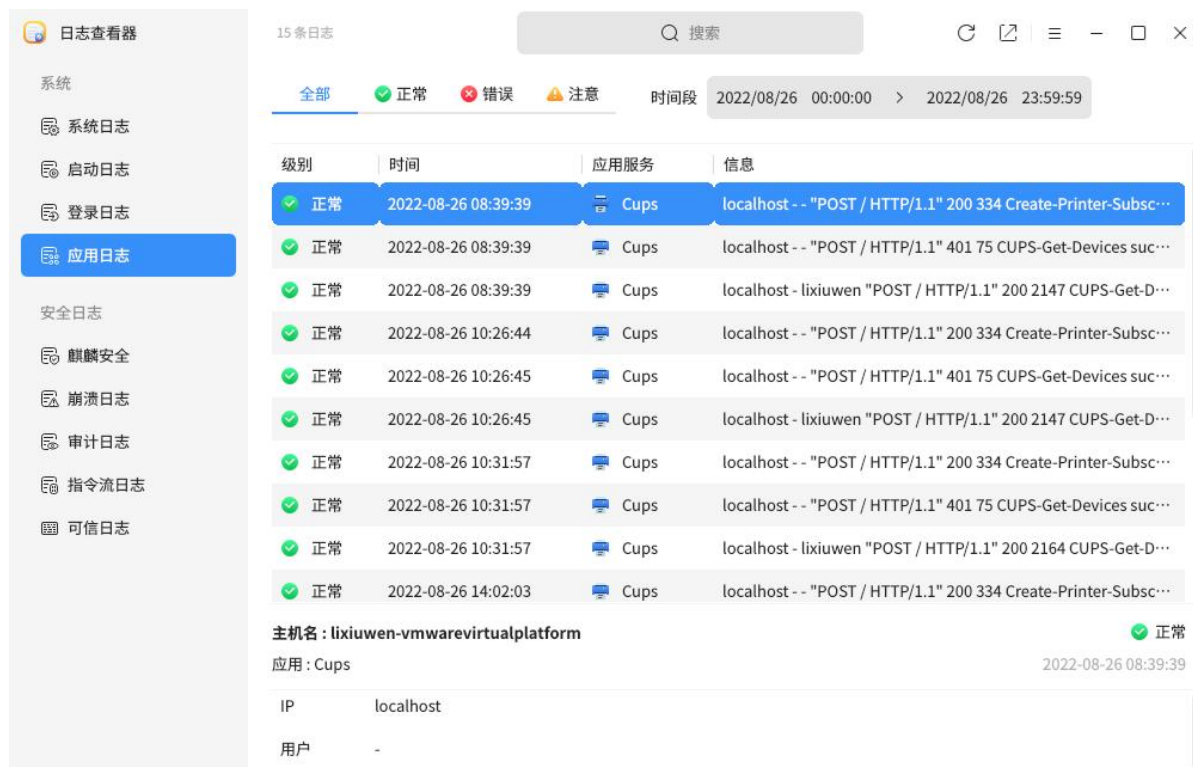 日志查看器
15 条日志
搜索
系统
系统日志
启动日志
登录日志
应用日志
安全日志
麒麟安全
崩溃日志
审计日志
指令流日志
可信日志
全部 正常 错误 注意 时间段 2022/08/26 00:00:00 > 2022/08/26 23:59:59
级别 时间 应用服务 信息
正常 2022-08-26 08:39:39 Cups localhost - - "POST / HTTP/1.1" 200 334 Create-Printer-Subsc···
正常 2022-08-26 08:39:39 Cups localhost - - "POST / HTTP/1.1" 401 75 CUPS-Get-Devices suc···
正常 2022-08-26 08:39:39 Cups localhost - lixiuwen "POST / HTTP/1.1" 200 2147 CUPS-Get-D···
正常 2022-08-26 10:26:44 Cups localhost - - "POST / HTTP/1.1" 200 334 Create-Printer-Subsc···
正常 2022-08-26 10:26:45 Cups localhost - - "POST / HTTP/1.1" 401 75 CUPS-Get-Devices suc···
正常 2022-08-26 10:26:45 Cups localhost - lixiuwen "POST / HTTP/1.1" 200 2147 CUPS-Get-D···
正常 2022-08-26 10:31:57 Cups localhost - - "POST / HTTP/1.1" 200 334 Create-Printer-Subsc···
正常 2022-08-26 10:31:57 Cups localhost - - "POST / HTTP/1.1" 401 75 CUPS-Get-Devices suc···
正常 2022-08-26 10:31:57 Cups localhost - lixiuwen "POST / HTTP/1.1" 200 2164 CUPS-Get-D···
正常 2022-08-26 14:02:03 Cups localhost - - "POST / HTTP/1.1" 200 334 Create-Printer-Subsc···
主机名 : lixiuwen-vmwarevirtualplatform 正常
应用 : Cups 2022-08-26 08:39:39
IP localhost
用户 -